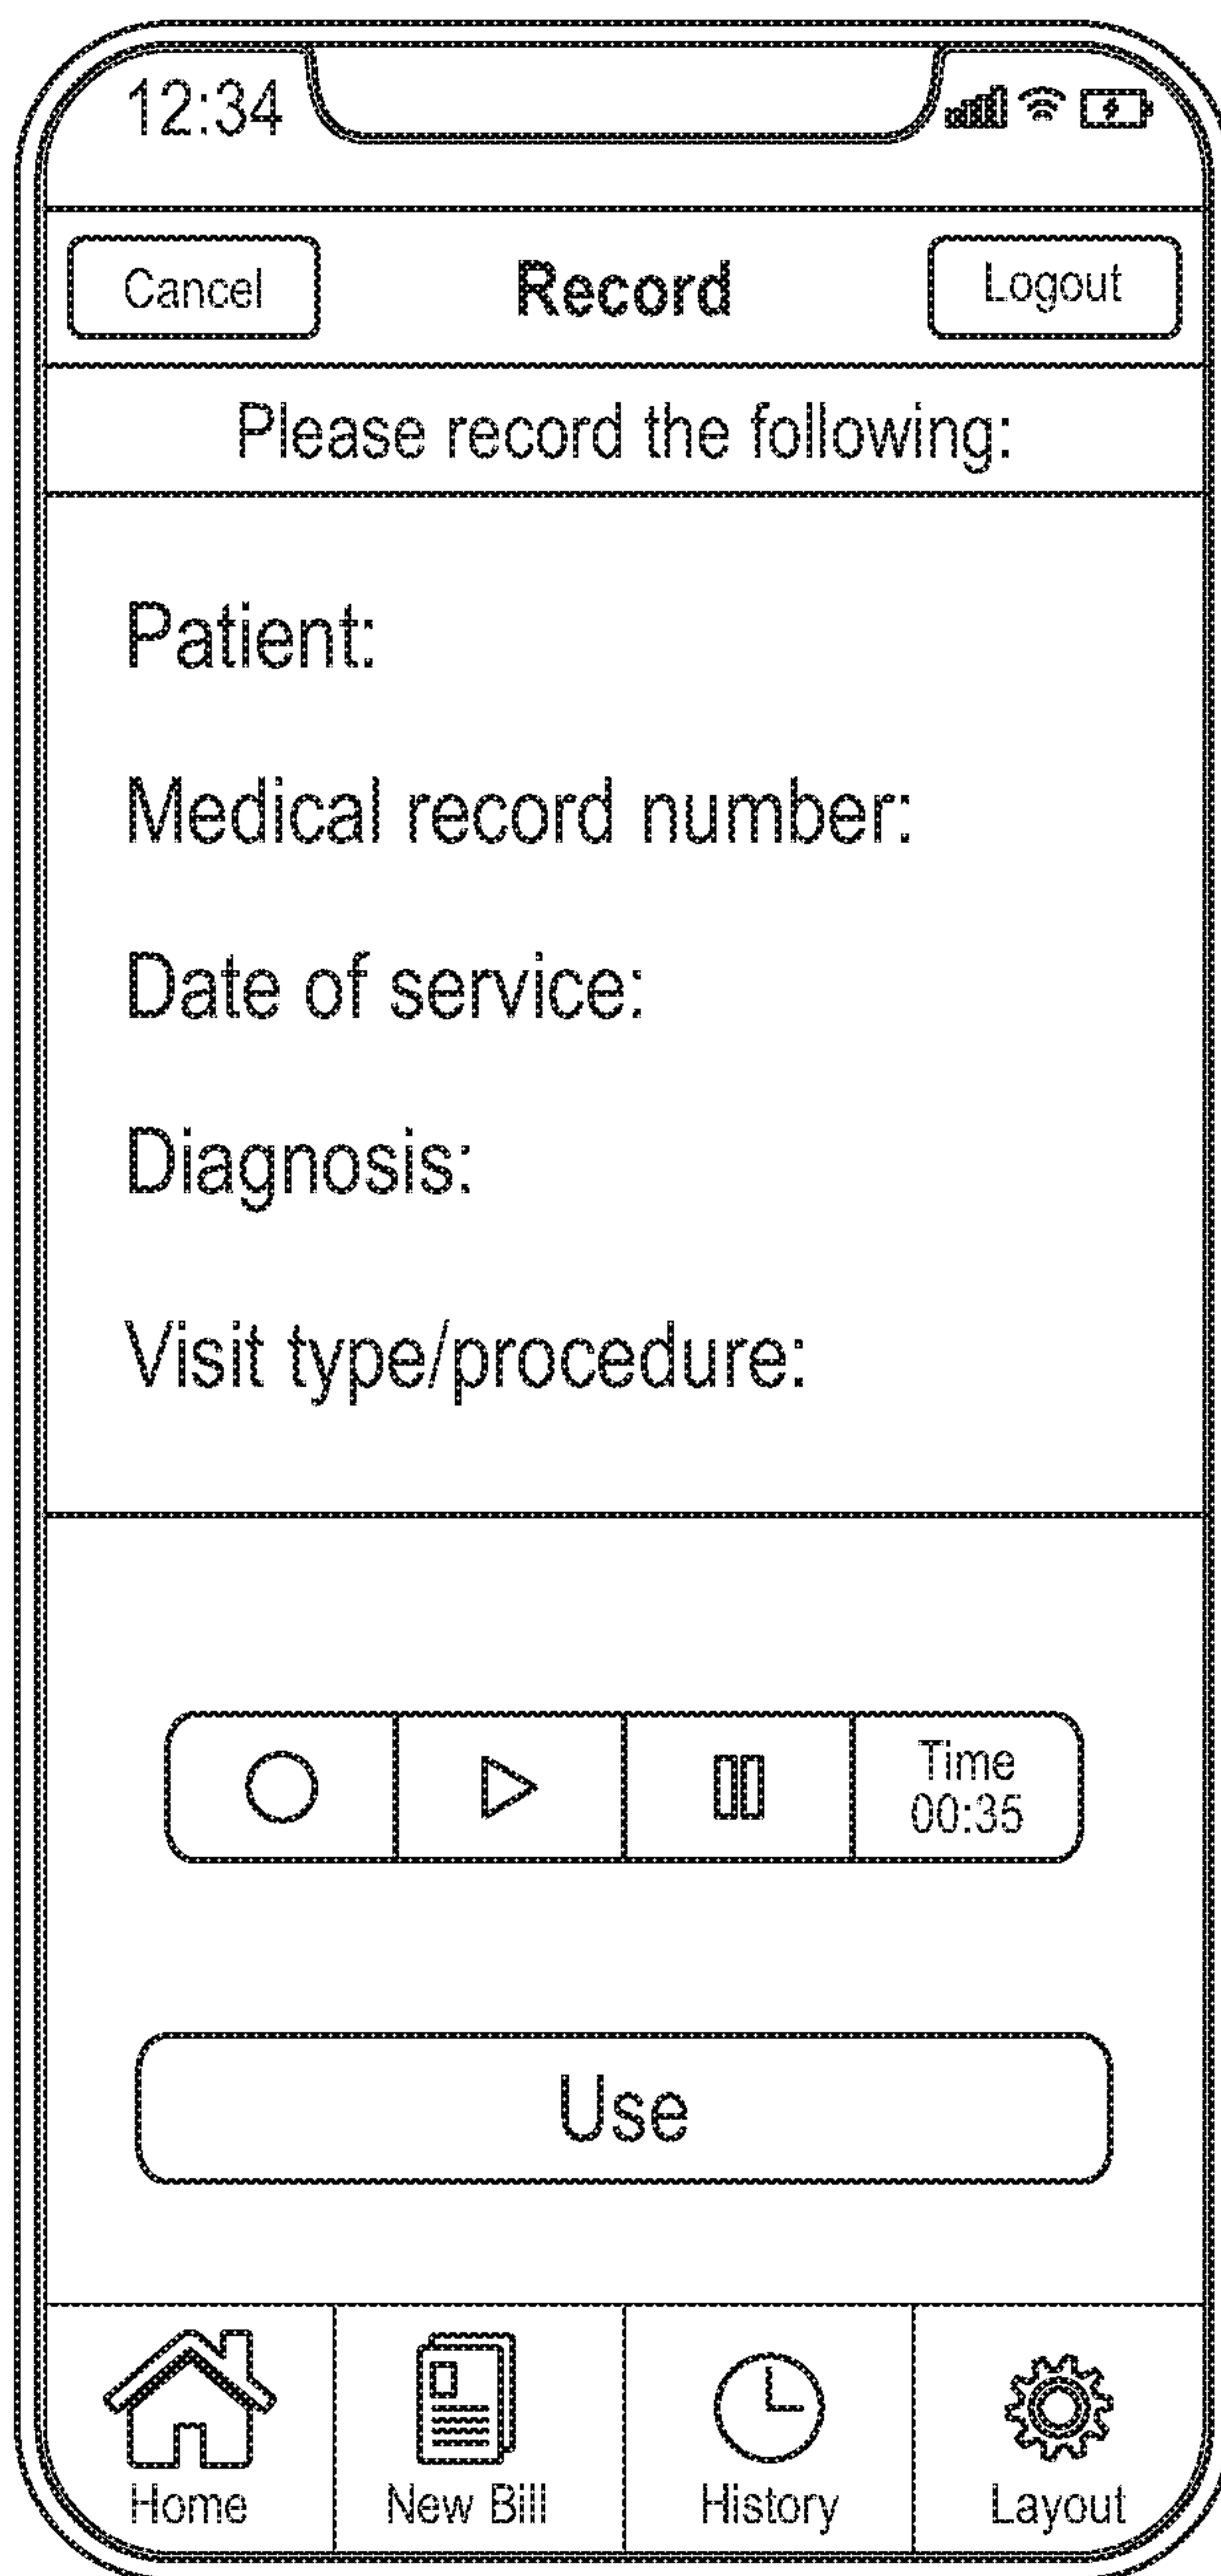 12:34
Cancel Record Logout
Please record the following:
Patient:
Medical record number:
Date of service:
Diagnosis:
Visit type/procedure:
Time
00:35
Use
Home New Bill History Layout